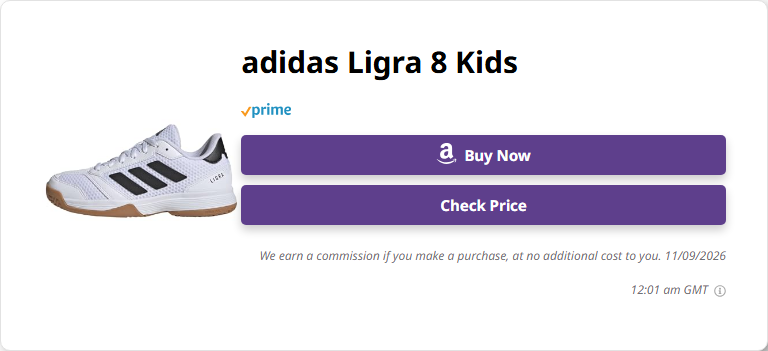 adidas Ligra 8 Kids
prime
Buy Now
Check Price
We earn a commission if you make a purchase, at no additional cost to you. 11/09/2026
12:01 am GMT
LIGRA